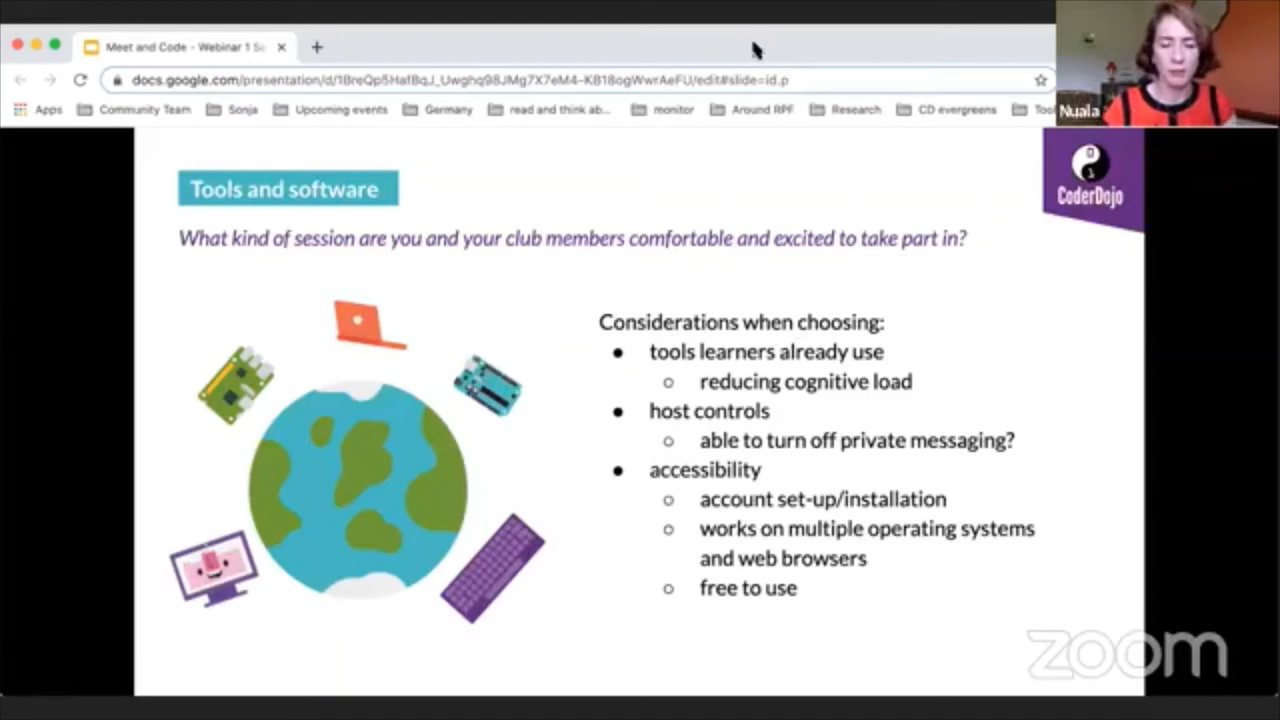 Meet and Code - Webinar 1 Sc
docs.google.com/presentation/d/1BreQp5HafBqJ_Uwghq98JMg7X7eM4-KB18ogWwrAeFU/edit#slide=id.p
Apps Community Team Sonja Upcoming events Germany read and think ab... monitor Around RPF Research CD evergreens Too
Nuala
Tools and software
CoderDojo
What kind of session are you and your club members comfortable and excited to take part in?
Considerations when choosing:
● tools learners already use
○ reducing cognitive load
● host controls
○ able to turn off private messaging?
● accessibility
○ account set-up/installation
○ works on multiple operating systems
and web browsers
○ free to use
zoom